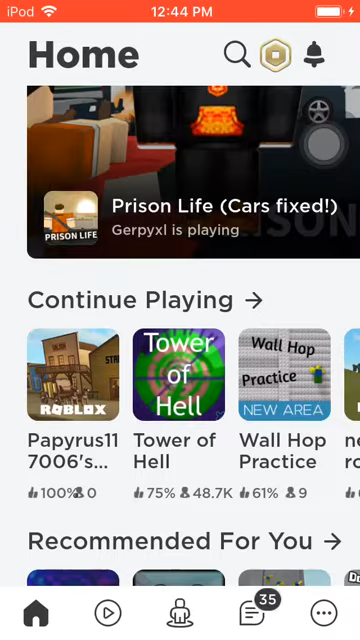 iPod 12:44 PM
Home
PRISON LIFE
Prison Life (Cars fixed!)
Gerpyxl is playing
Continue Playing →
ROBLOX
Tower
of
Hell
Wall Hop
Practice
NEW AREA
Papyrus11
7006's...
Tower of
Hell
Wall Hop
Practice
100% 0
75% 48.7K
61% 9
Recommended For You →
35